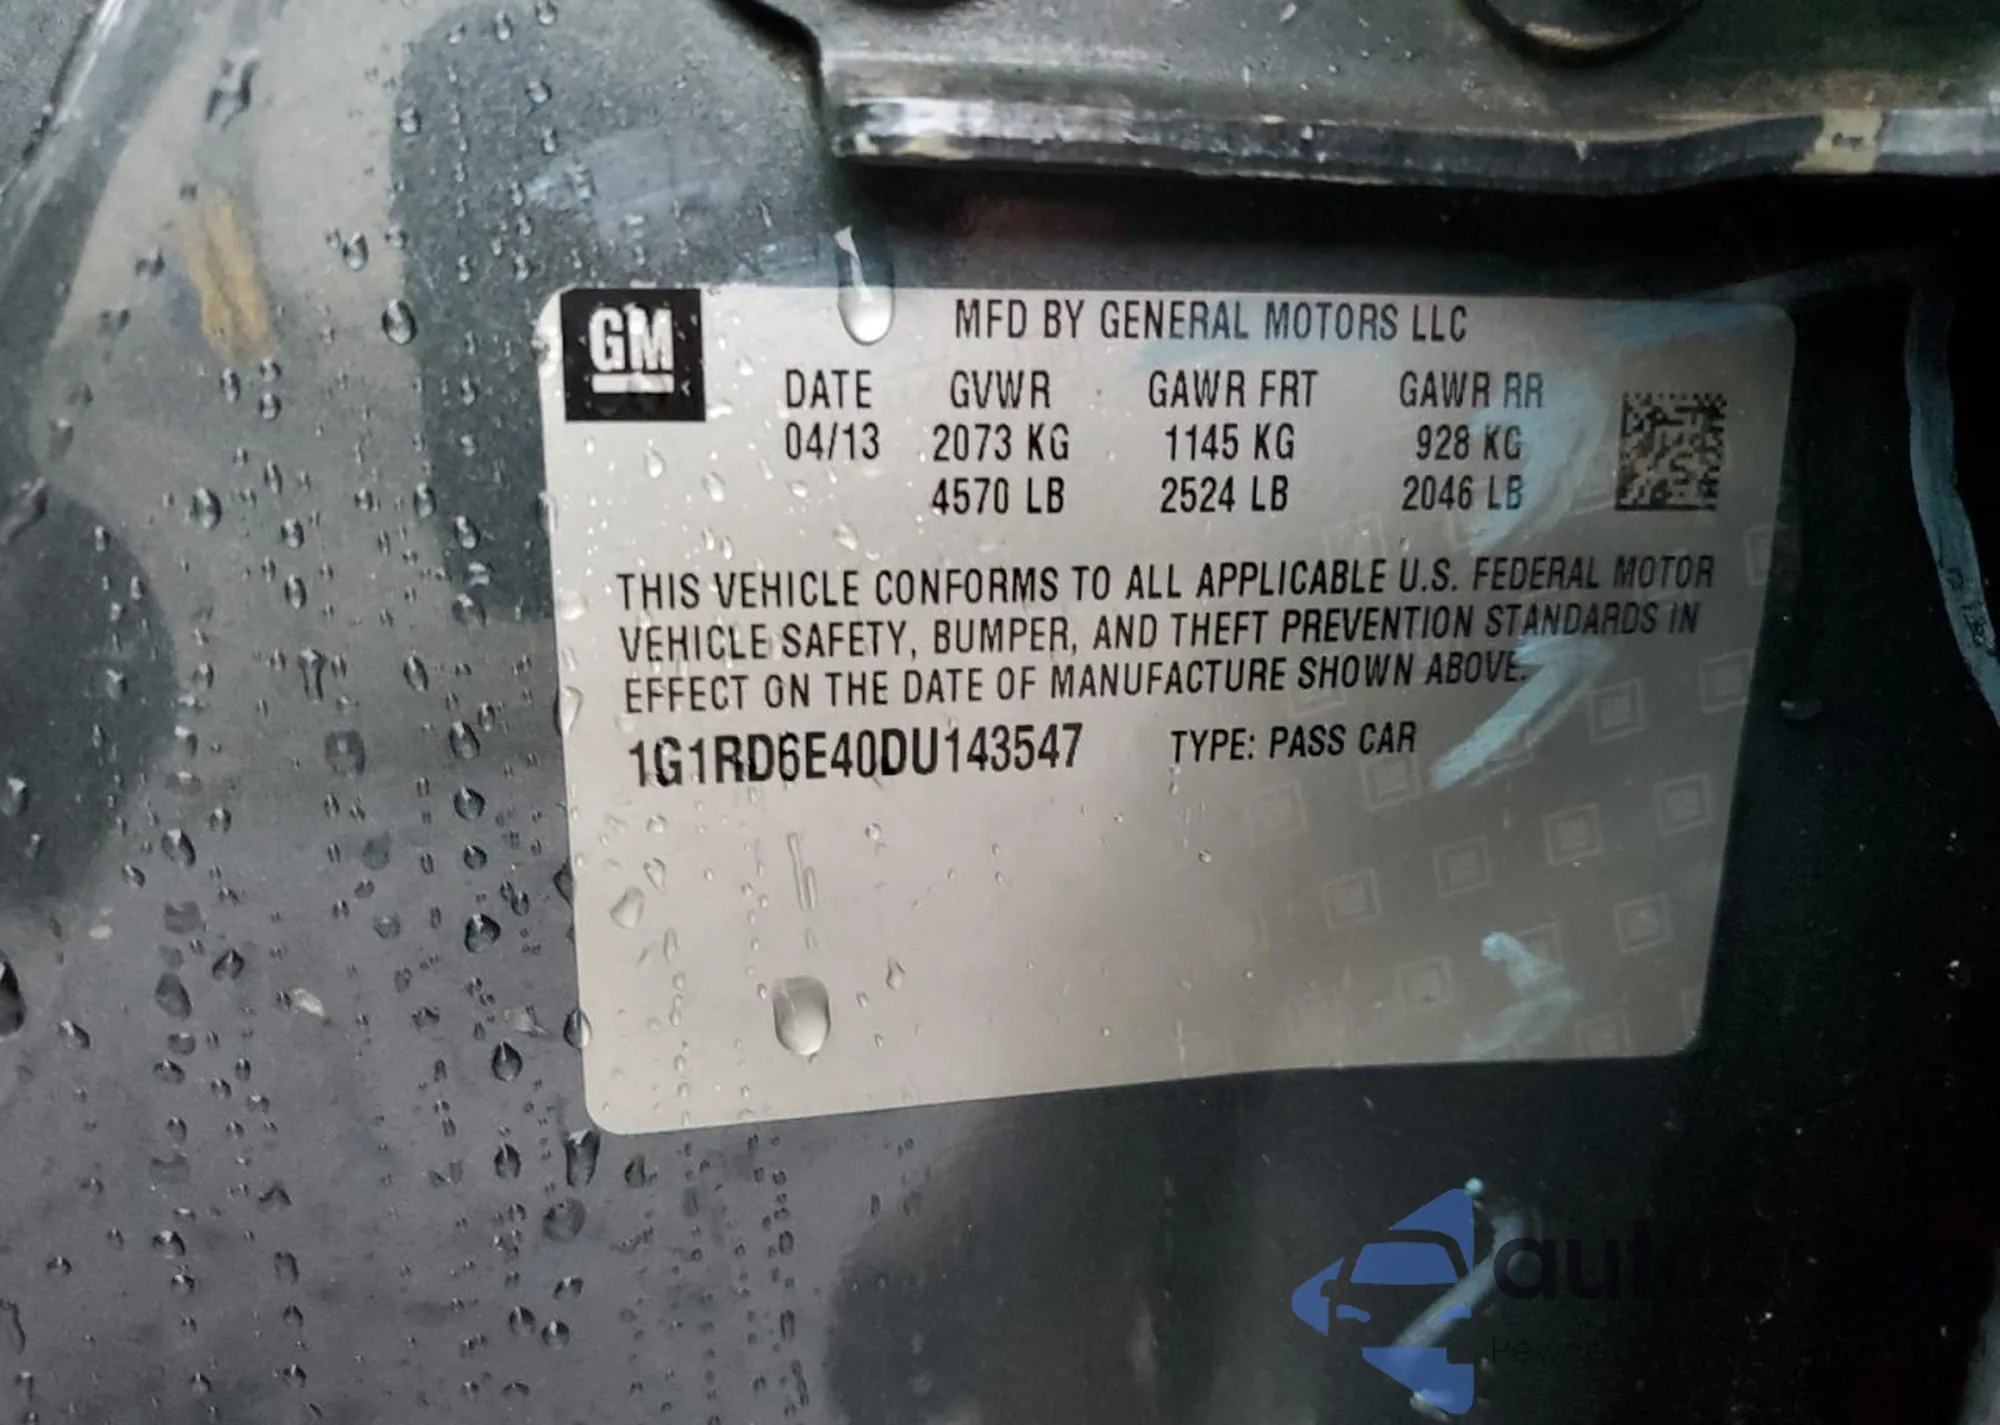 GM
MFD BY GENERAL MOTORS LLC
DATE GVWR GAWR FRT GAWR RR
04/13 2073 KG 1145 KG 928 KG
4570 LB 2524 LB 2046 LB
THIS VEHICLE CONFORMS TO ALL APPLICABLE U.S. FEDERAL MOTOR
VEHICLE SAFETY, BUMPER, AND THEFT PREVENTION STANDARDS IN
EFFECT ON THE DATE OF MANUFACTURE SHOWN ABOVE.
1G1RD6E40DU143547 TYPE: PASS CAR